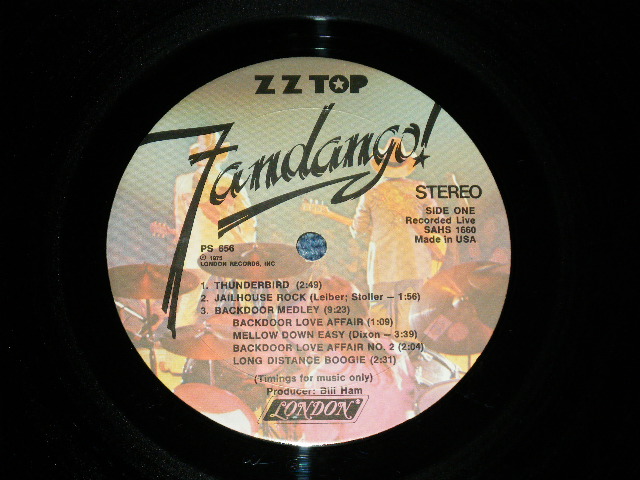 ZZ TOP
Fandango!
STEREO
SIDE ONE
Recorded Live
SAHS 1660
Made in USA
PS 656
℗ 1975
LONDON RECORDS, INC
1. THUNDERBIRD (2:49)
2. JAILHOUSE ROCK (Leiber; Stoller – 1:56)
3. BACKDOOR MEDLEY (9:23)
BACKDOOR LOVE AFFAIR (1:09)
MELLOW DOWN EASY (Dixon – 3:39)
BACKDOOR LOVE AFFAIR NO. 2 (2:04)
LONG DISTANCE BOOGIE (2:31)
(Timings for music only)
Producer: Bill Ham
LONDON®